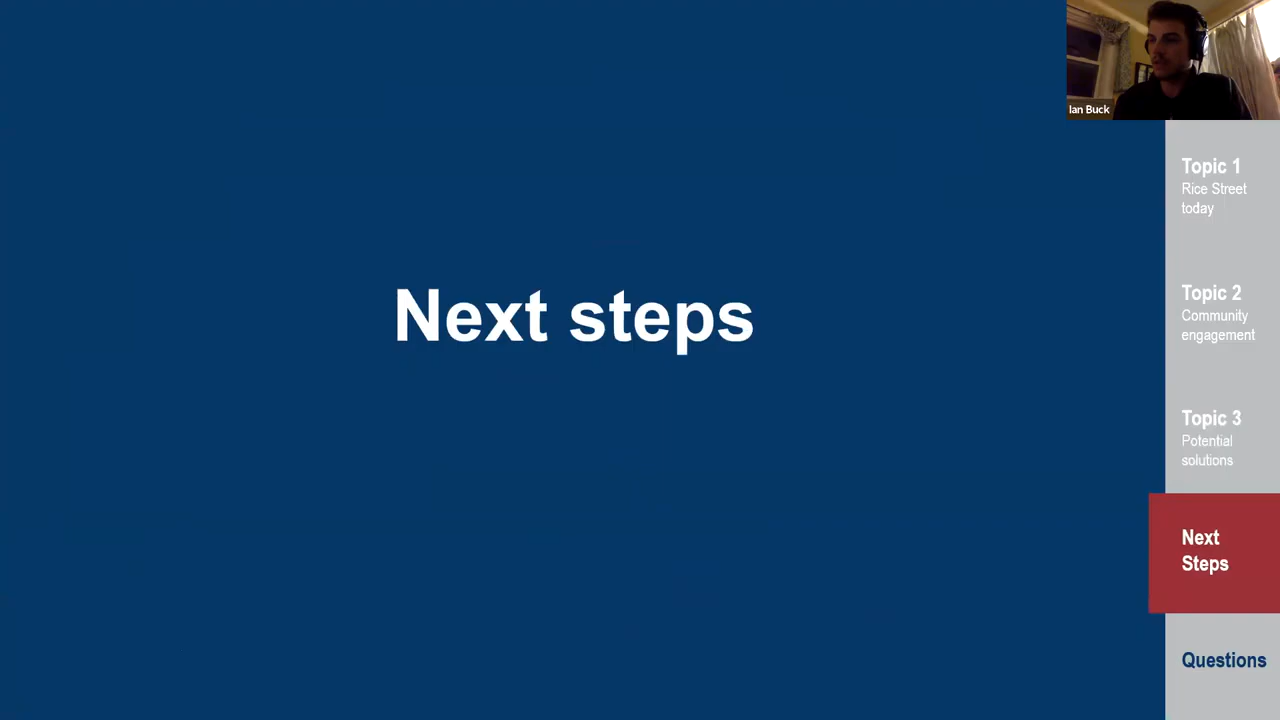 Ian Buck
Next steps
Topic 1
Rice Street
today
Topic 2
Community
engagement
Topic 3
Potential
solutions
Next
Steps
Questions